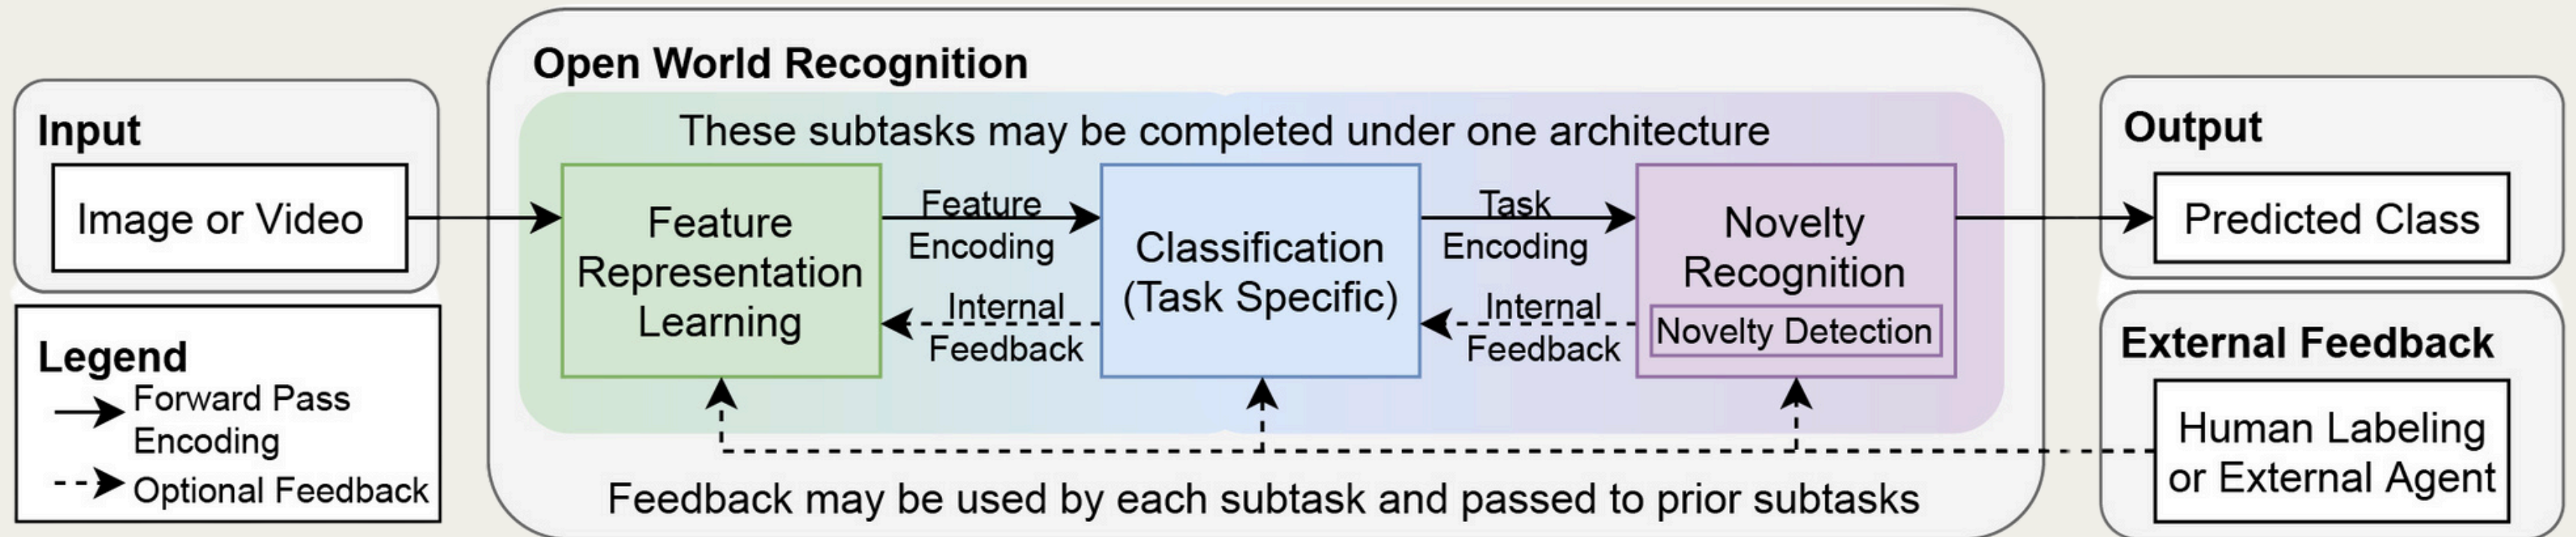 Input
Image or Video
Legend
Forward Pass
Encoding
Optional Feedback
Open World Recognition
These subtasks may be completed under one architecture
Feature
Representation
Learning
Feature
Encoding
Internal
Feedback
Classification
(Task Specific)
Task
Encoding
Internal
Feedback
Novelty
Recognition
Novelty Detection
Feedback may be used by each subtask and passed to prior subtasks
Output
Predicted Class
External Feedback
Human Labeling
or External Agent